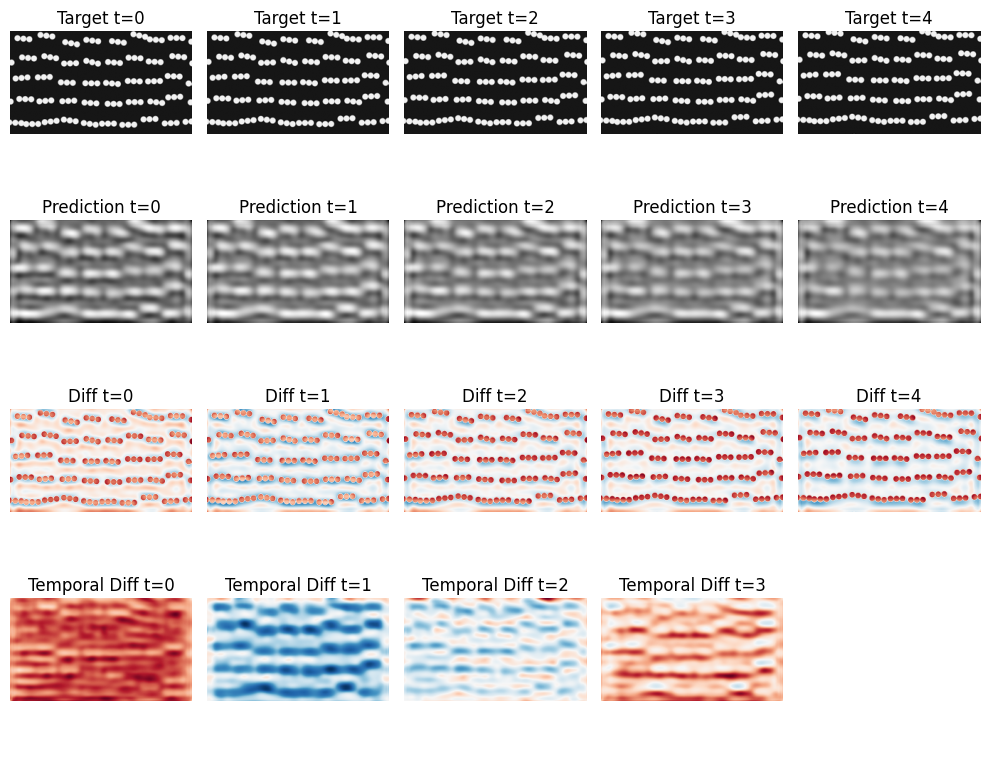 Target t=0 Target t=1 Target t=2 Target t=3 Target t=4
Prediction t=0 Prediction t=1 Prediction t=2 Prediction t=3 Prediction t=4
Diff t=0 Diff t=1 Diff t=2 Diff t=3 Diff t=4
Temporal Diff t=0 Temporal Diff t=1 Temporal Diff t=2 Temporal Diff t=3